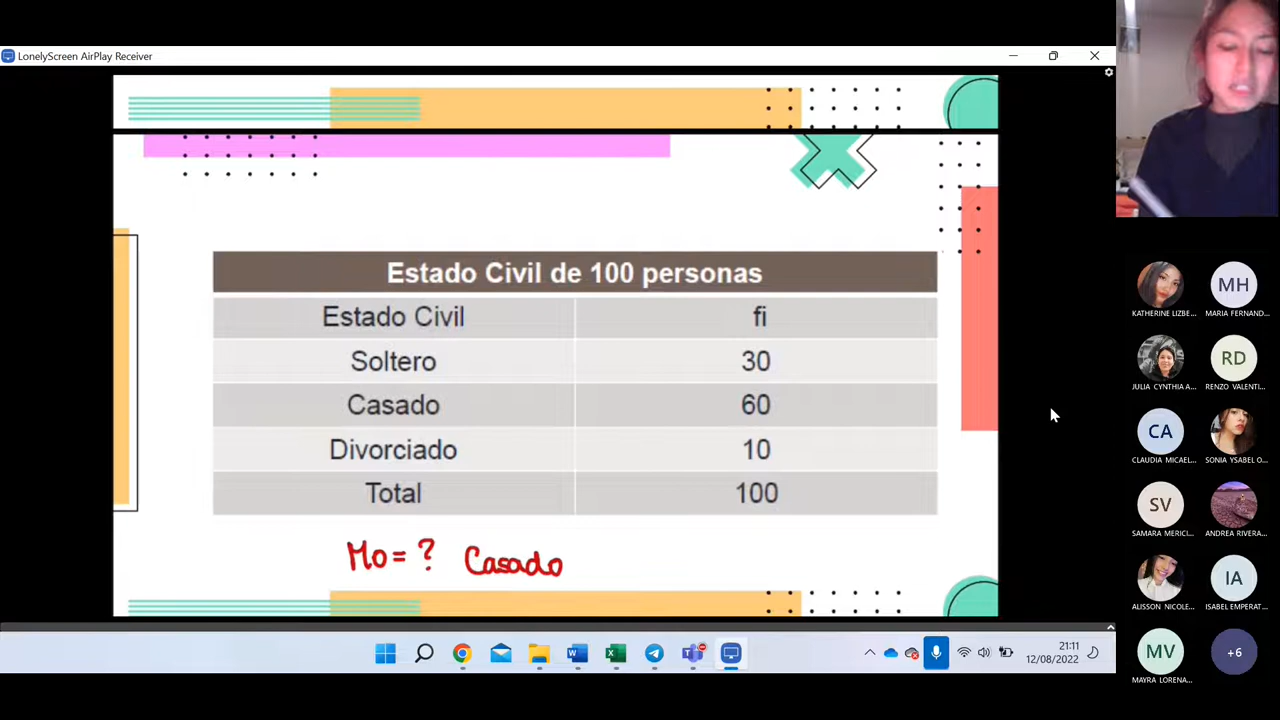 LonelyScreen AirPlay Receiver
Estado Civil de 100 personas
Estado Civil fi
Soltero 30
Casado 60
Divorciado 10
Total 100
Mo = ? Casado
KATHERINE LIZBE...
MH
MARIA FERNAND...
JULIA CYNTHIA A...
RD
RENZO VALENTI...
CA
CLAUDIA MICAEL...
SONIA YSABEL O...
SV
SAMARA MERICI...
ANDREA RIVERA...
ALISSON NICOLE...
IA
ISABEL EMPERAT...
MV
MAYRA LORENA...
+6
21:11
12/08/2022